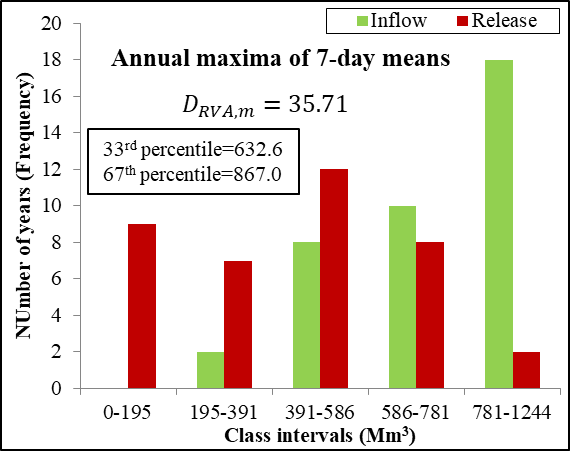 Inflow Release
Annual maxima of 7-day means
D_{RVA,m} = 35.71
33rd percentile=632.6
67th percentile=867.0
NUmber of years (Frequency)
20
18
16
14
12
10
8
6
4
2
0
0-195 195-391 391-586 586-781 781-1244
Class intervals (Mm³)